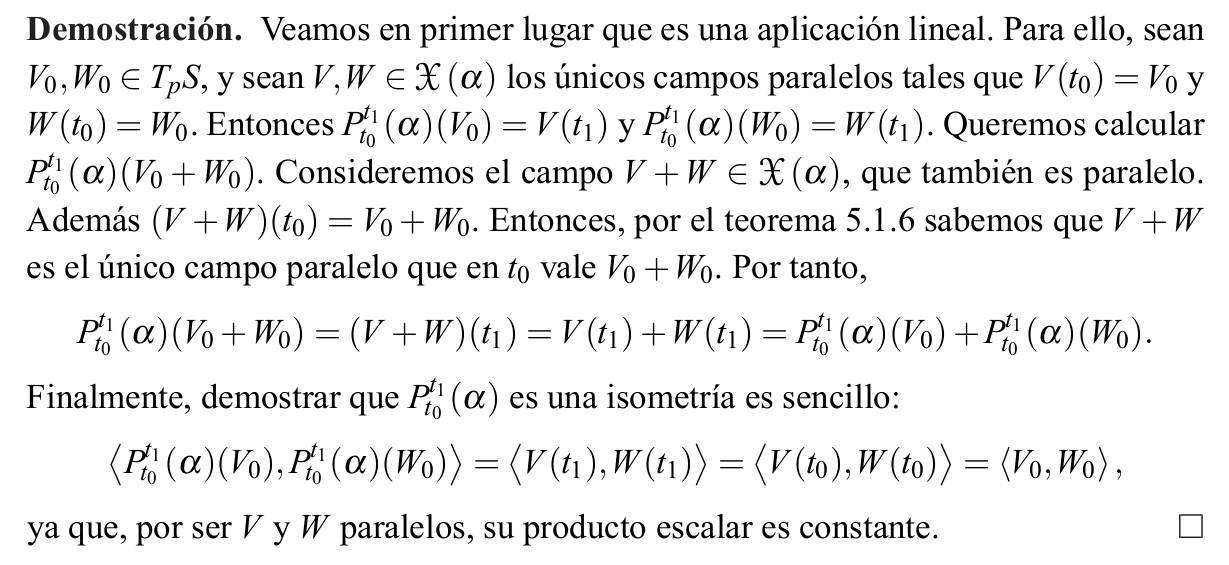 Demostración. Veamos en primer lugar que es una aplicación lineal. Para ello, sean
$V_0, W_0 \in T_pS$, y sean $V, W \in \mathfrak{X}(\alpha)$ los únicos campos paralelos tales que $V(t_0) = V_0$ y
$W(t_0) = W_0$. Entonces $P_{t_0}^{t_1}(\alpha)(V_0) = V(t_1)$ y $P_{t_0}^{t_1}(\alpha)(W_0) = W(t_1)$. Queremos calcular
$P_{t_0}^{t_1}(\alpha)(V_0 + W_0)$. Consideremos el campo $V + W \in \mathfrak{X}(\alpha)$, que también es paralelo.
Además $(V + W)(t_0) = V_0 + W_0$. Entonces, por el teorema 5.1.6 sabemos que $V + W$
es el único campo paralelo que en $t_0$ vale $V_0 + W_0$. Por tanto,
$P_{t_0}^{t_1}(\alpha)(V_0 + W_0) = (V + W)(t_1) = V(t_1) + W(t_1) = P_{t_0}^{t_1}(\alpha)(V_0) + P_{t_0}^{t_1}(\alpha)(W_0).$
Finalmente, demostrar que $P_{t_0}^{t_1}(\alpha)$ es una isometría es sencillo:
$\langle P_{t_0}^{t_1}(\alpha)(V_0), P_{t_0}^{t_1}(\alpha)(W_0) \rangle = \langle V(t_1), W(t_1) \rangle = \langle V(t_0), W(t_0) \rangle = \langle V_0, W_0 \rangle,$
ya que, por ser $V$ y $W$ paralelos, su producto escalar es constante. □